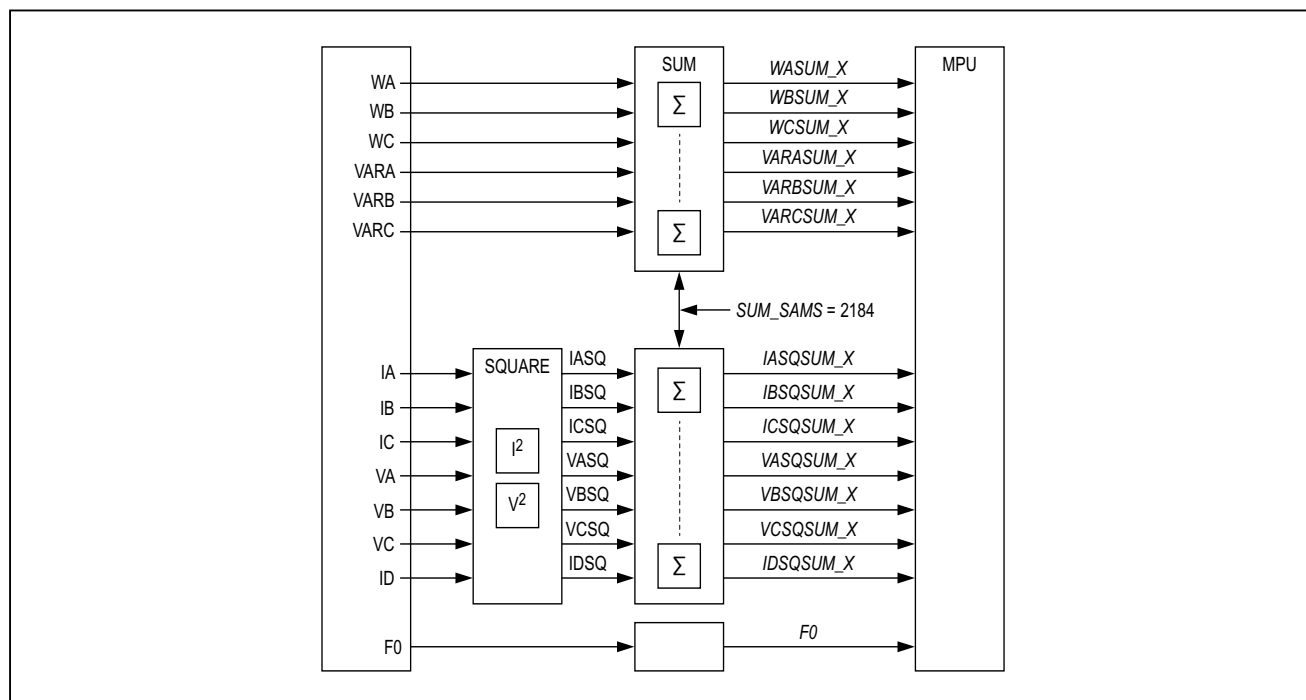 SUM
MPU
WA
WASUM_X
WB
Σ
WBSUM_X
WC
WCSUM_X
VARA
VARASUM_X
VARB
VARBSUM_X
VARC
Σ
VARCSUM_X
SUM_SAMS = 2184
SQUARE
IA
IASQ
IASQSUM_X
Σ
IB
IBSQ
IBSQSUM_X
IC
I²
ICSQ
ICSQSUM_X
VA
VASQ
VASQSUM_X
VB
V²
VBSQ
VBSQSUM_X
VC
VCSQ
VCSQSUM_X
ID
IDSQ
Σ
IDSQSUM_X
F0
F0